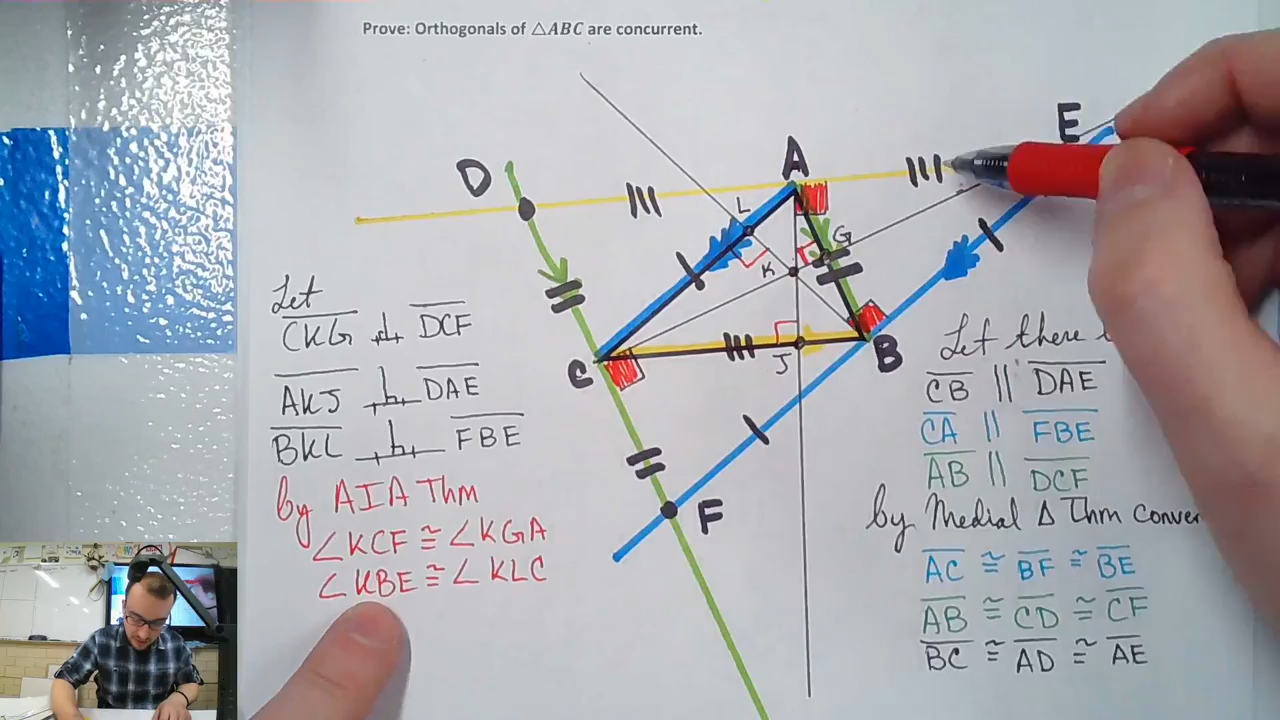 Prove: Orthogonals of △ABC are concurrent.
E
A
D
L
G
K
C
J
B
F
Let
CKG ⊥ DCF
AKJ ⊥ DAE
BKL ⊥ FBE
by AIA Thm
∠KCF ≅ ∠KGA
∠KBE ≅ ∠KLC
Let there
CB || DAE
CA || FBE
AB || DCF
by Medial Δ Thm conver
AC ≅ BF ≅ BE
AB ≅ CD ≅ CF
BC ≅ AD ≅ AE